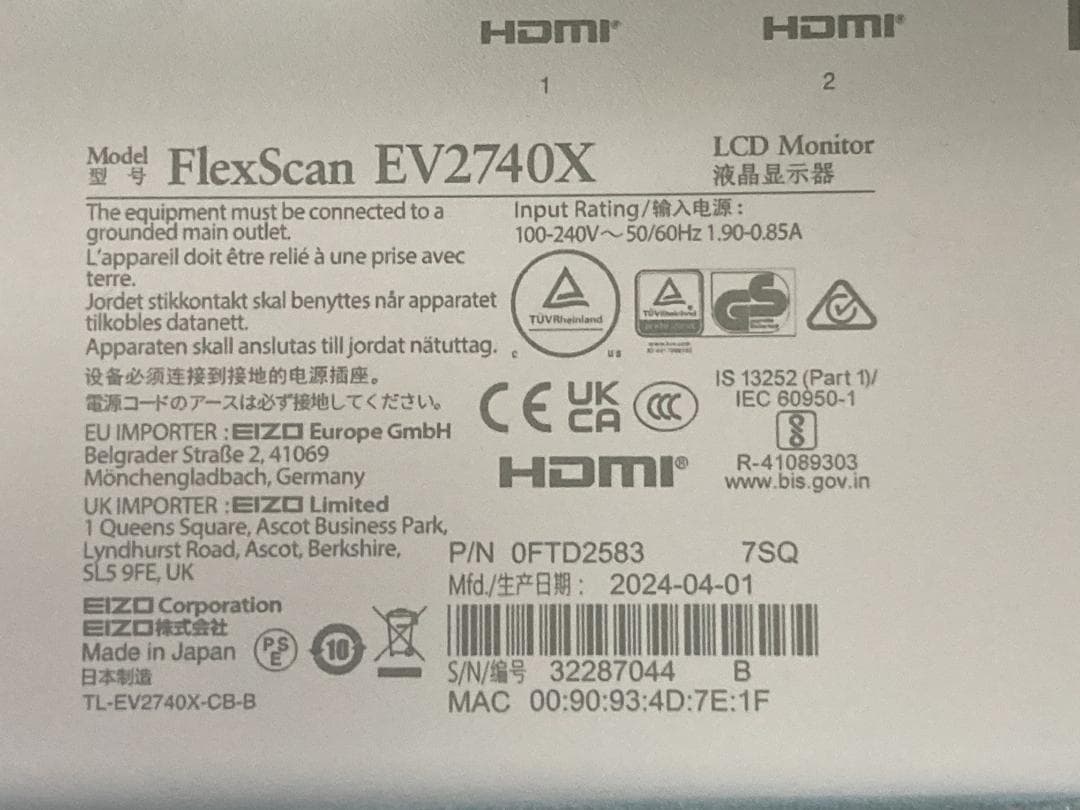 HDMI® HDMI®
1 2
Model 型 号 FlexScan EV2740X LCD Monitor 液晶显示器
The equipment must be connected to a
grounded main outlet.
L'appareil doit être relié à une prise avec
terre.
Jordet stikkontakt skal benyttes når apparatet
tilkobles datanett.
Apparaten skall anslutas till jordat nätuttag.
设备必须连接到接地的电源插座。
電源コードのアースは必ず接地してください。
EU IMPORTER : EIZO Europe GmbH
Belgrader Straße 2, 41069
Mönchengladbach, Germany
UK IMPORTER : EIZO Limited
1 Queens Square, Ascot Business Park,
Lyndhurst Road, Ascot, Berkshire,
SL5 9FE, UK
EIZO Corporation
EIZO株式会社
Made in Japan
日本制造
TL-EV2740X-CB-B
PSE
10
Input Rating/输入电源：
100-240V～50/60Hz 1.90-0.85A
TÜVRheinland
c us
TÜVRheinland
GS
CE UKCA CCC
HDMI®
IS 13252 (Part 1)/
IEC 60950-1
R-41089303
www.bis.gov.in
P/N 0FTD2583 7SQ
Mfd./生产日期： 2024-04-01
S/N/编号 32287044 B
MAC 00:90:93:4D:7E:1F